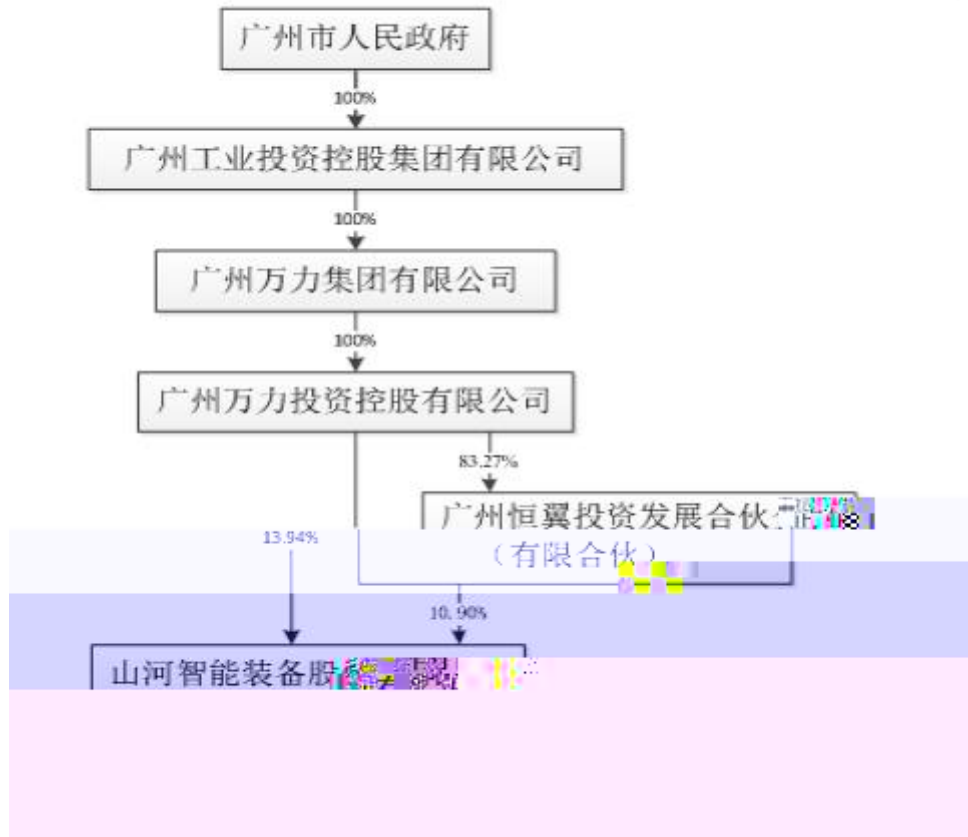 广州市人民政府
100%
广州工业投资控股集团有限公司
100%
广州万力集团有限公司
100%
广州万力投资控股有限公司
83.27%
广州恒翼投资发展合伙
13.94%
（有限合伙）
10.90%
山河智能装备股